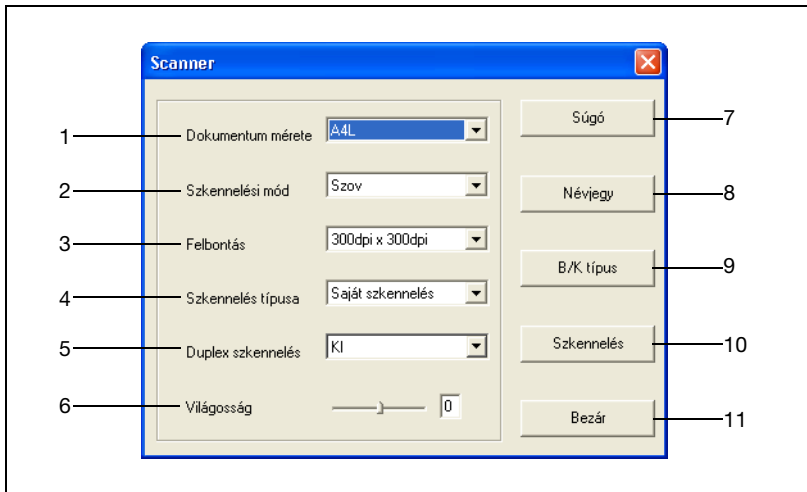 Scanner
1 Dokumentum mérete A4L Súgó 7
2 Szkennelési mód Szov Névjegy 8
3 Felbontás 300dpi x 300dpi B/K típus 9
4 Szkennelés típusa Saját szkennelés
5 Duplex szkennelés KI Szkennelés 10
6 Világosság 0 Bezár 11